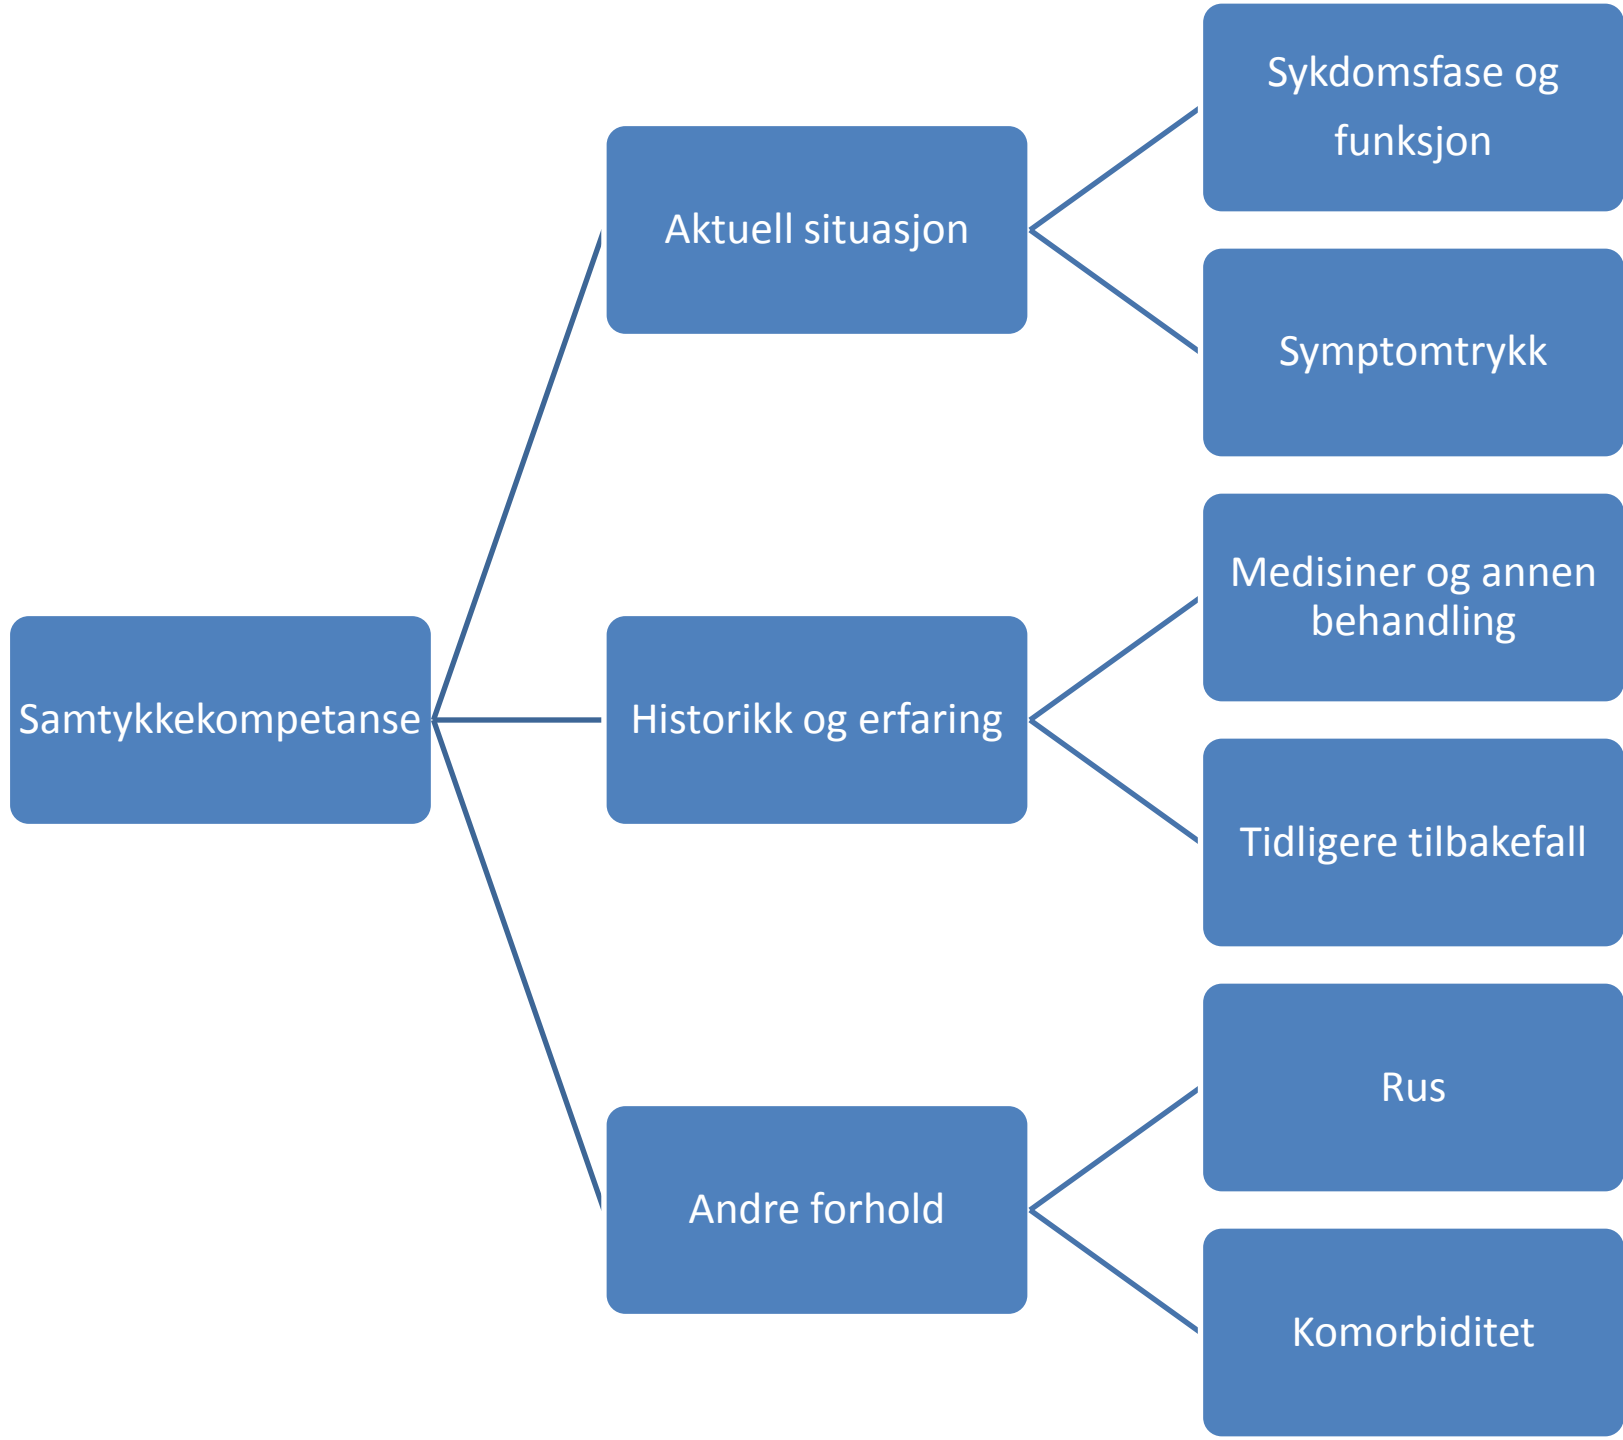 Samtykkekompetanse
Aktuell situasjon
Sykdomsfase og
funksjon
Symptomtrykk
Historikk og erfaring
Medisiner og annen
behandling
Tidligere tilbakefall
Andre forhold
Rus
Komorbiditet